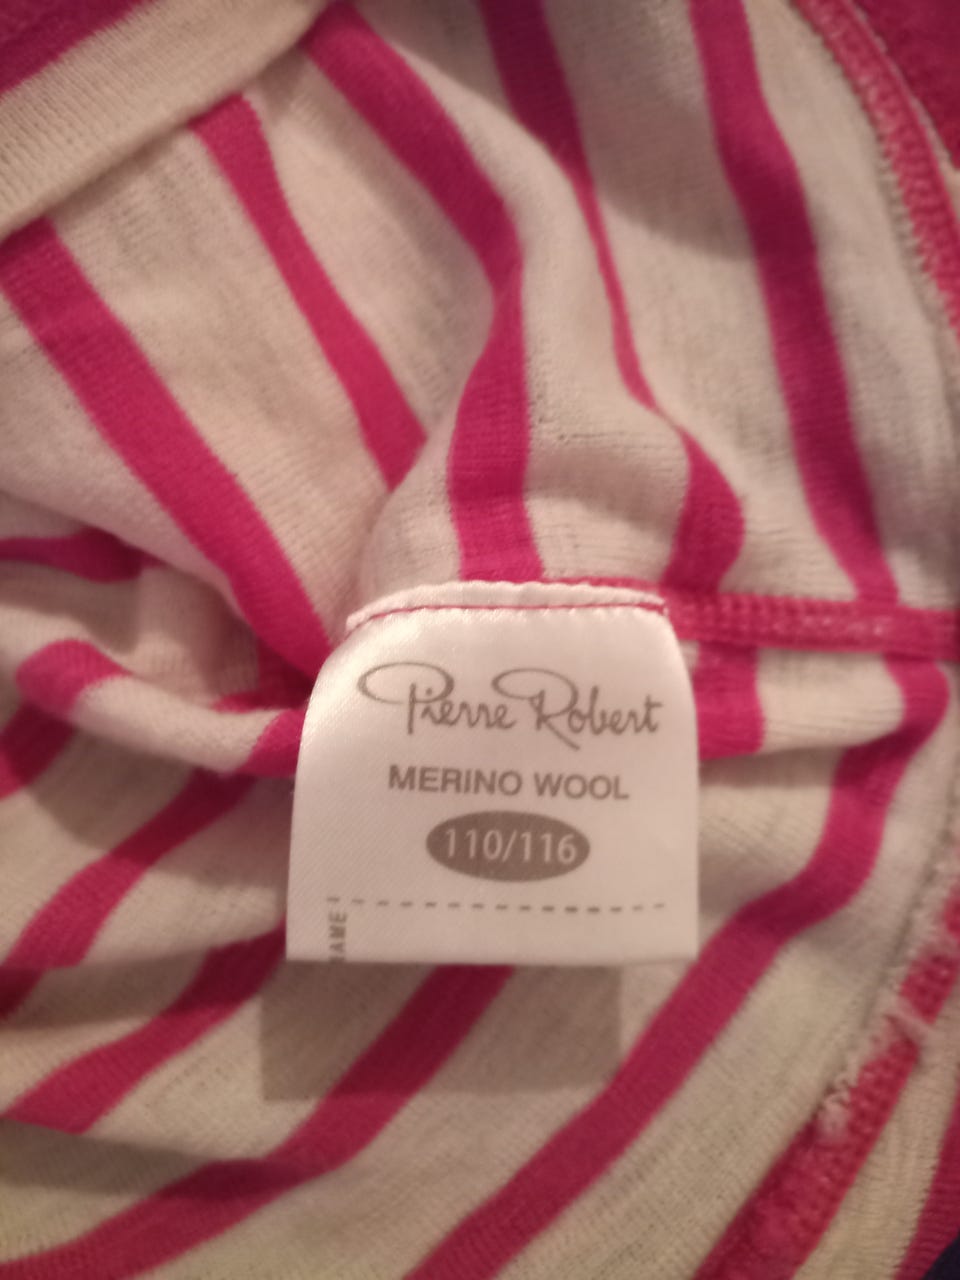 Pierre Robert
MERINO WOOL
110/116